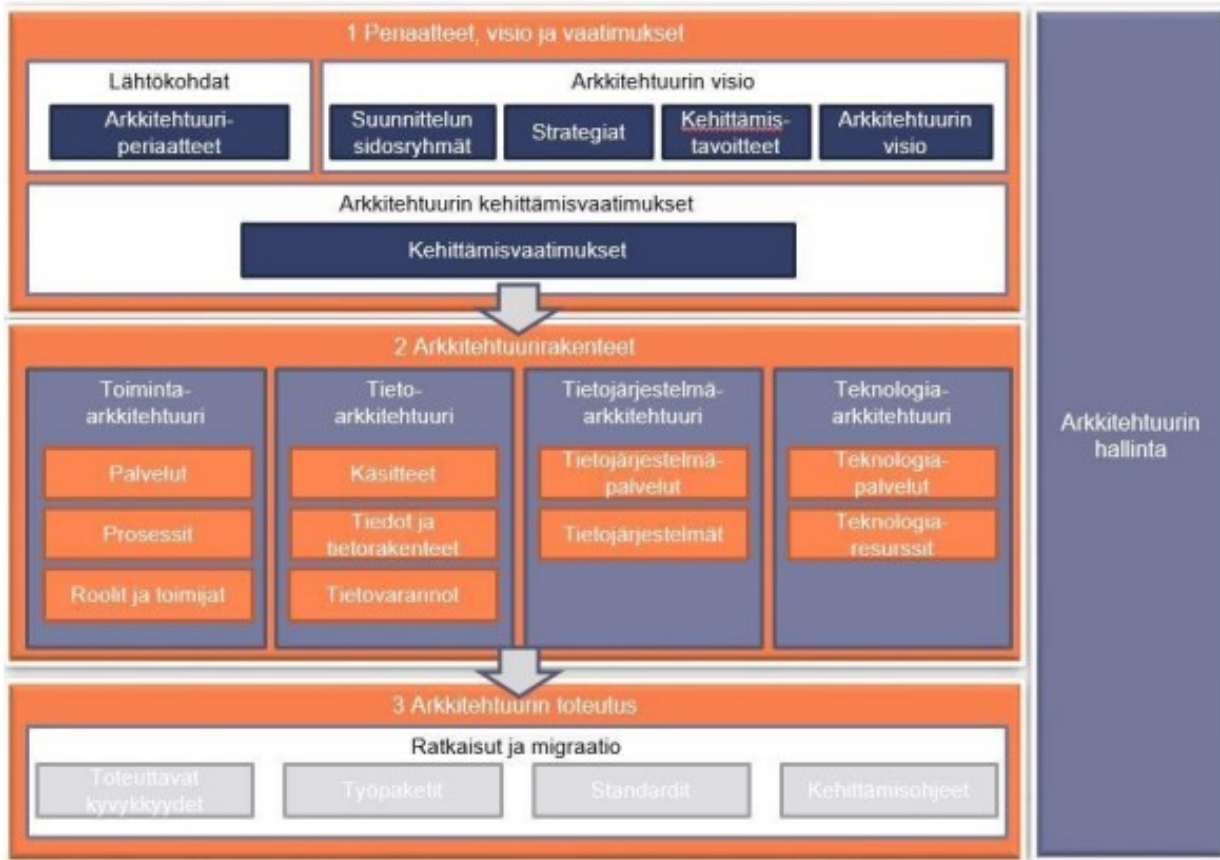 1 Periaatteet, visio ja vaatimukset
Lähtökohdat
Arkkitehtuuri-
periaatteet
Arkkitehtuurin visio
Suunnittelun
sidosryhmät
Strategiat
Kehittämis-
tavoitteet
Arkkitehtuurin
visio
Arkkitehtuurin kehittämisvaatimukset
Kehittämisvaatimukset
2 Arkkitehtuurirakenteet
Toiminta-
arkkitehtuuri
Palvelut
Prosessit
Roolit ja toimijat
Tieto-
arkkitehtuuri
Käsitteet
Tiedot ja
tietorakenteet
Tietovarannot
Tietojärjestelmä-
arkkitehtuuri
Tietojärjestelmä-
palvelut
Tietojärjestelmät
Teknologia-
arkkitehtuuri
Teknologia-
palvelut
Teknologia-
resurssit
3 Arkkitehtuurin toteutus
Ratkaisut ja migraatio
Toteuttavat
kyvykkyydet
Työpaketit
Standardit
Kehittämisohjeet
Arkkitehtuurin
hallinta